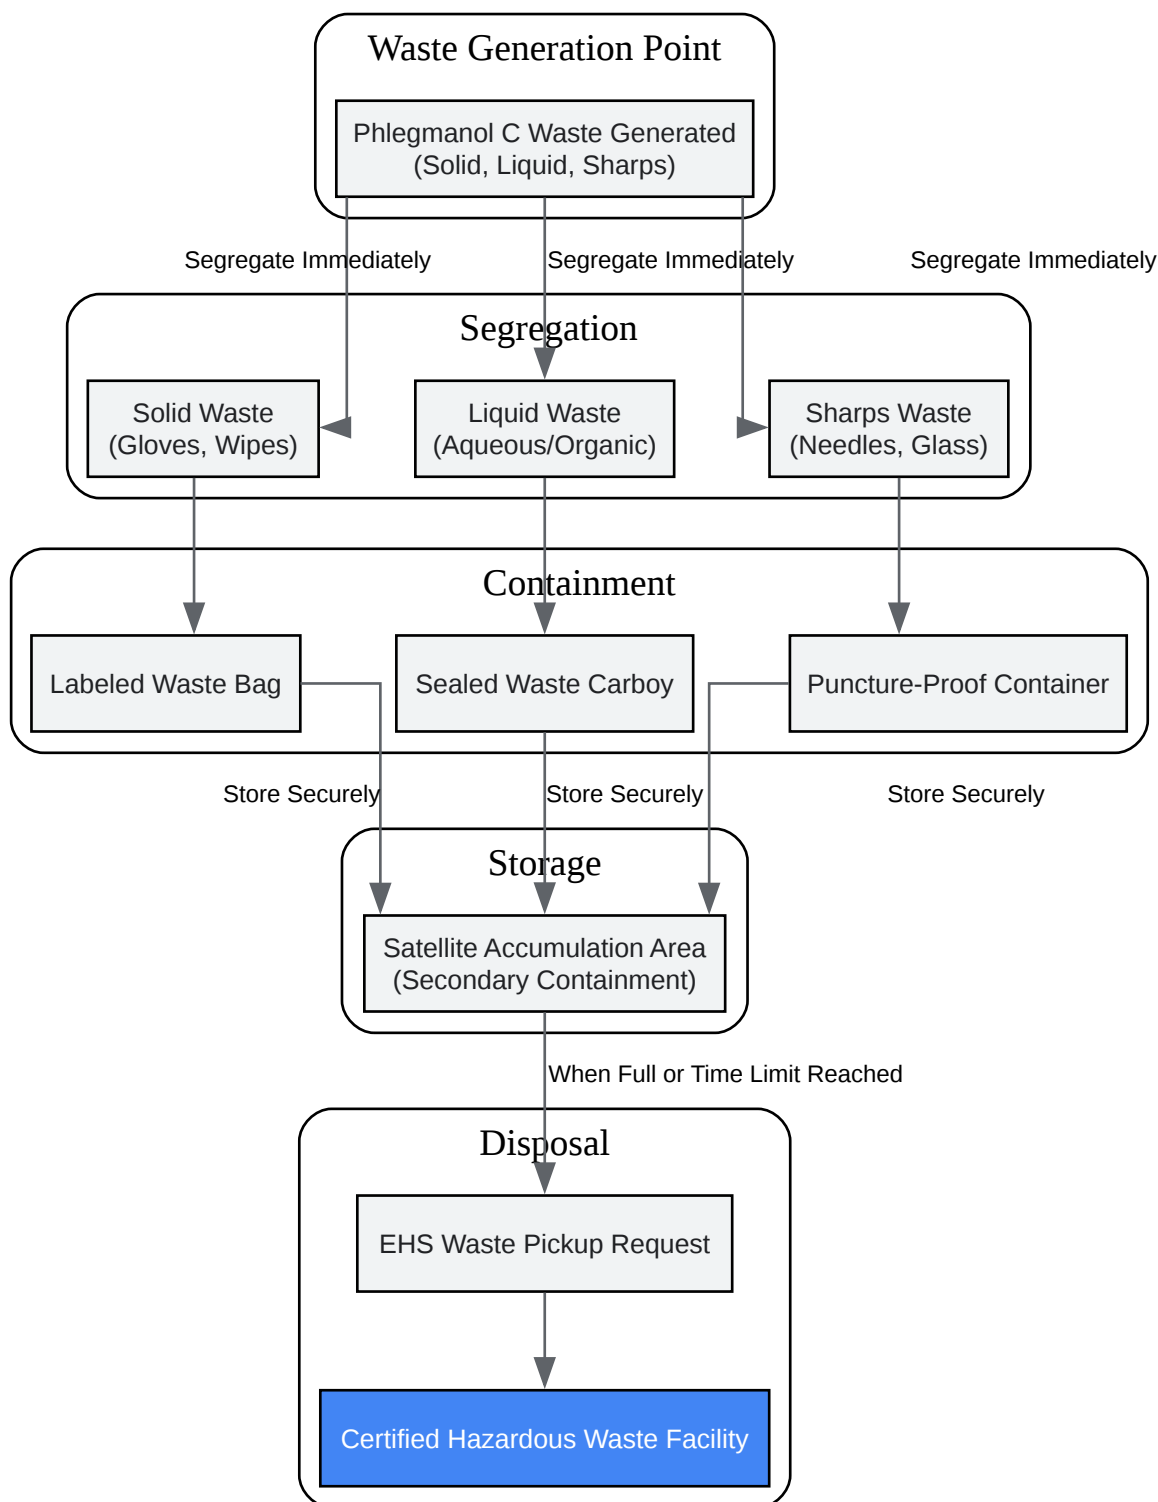 Waste Generation Point
Phlegmanol C Waste Generated
(Solid, Liquid, Sharps)
Segregate Immediately
Segregate Immediately
Segregate Immediately
Segregation
Solid Waste
(Gloves, Wipes)
Liquid Waste
(Aqueous/Organic)
Sharps Waste
(Needles, Glass)
Containment
Labeled Waste Bag
Sealed Waste Carboy
Puncture-Proof Container
Store Securely
Store Securely
Store Securely
Storage
Satellite Accumulation Area
(Secondary Containment)
When Full or Time Limit Reached
Disposal
EHS Waste Pickup Request
Certified Hazardous Waste Facility